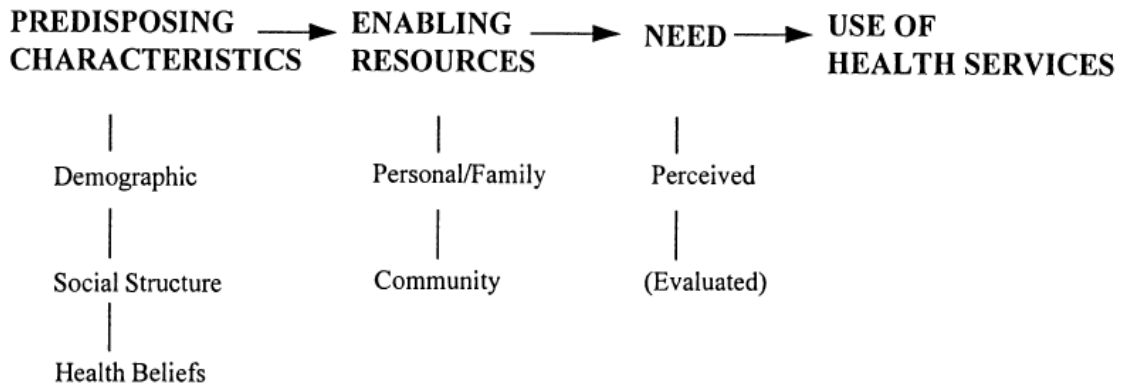 PREDISPOSING
CHARACTERISTICS
ENABLING
RESOURCES
NEED
USE OF
HEALTH SERVICES
Demographic
Social Structure
Health Beliefs
Personal/Family
Community
Perceived
(Evaluated)